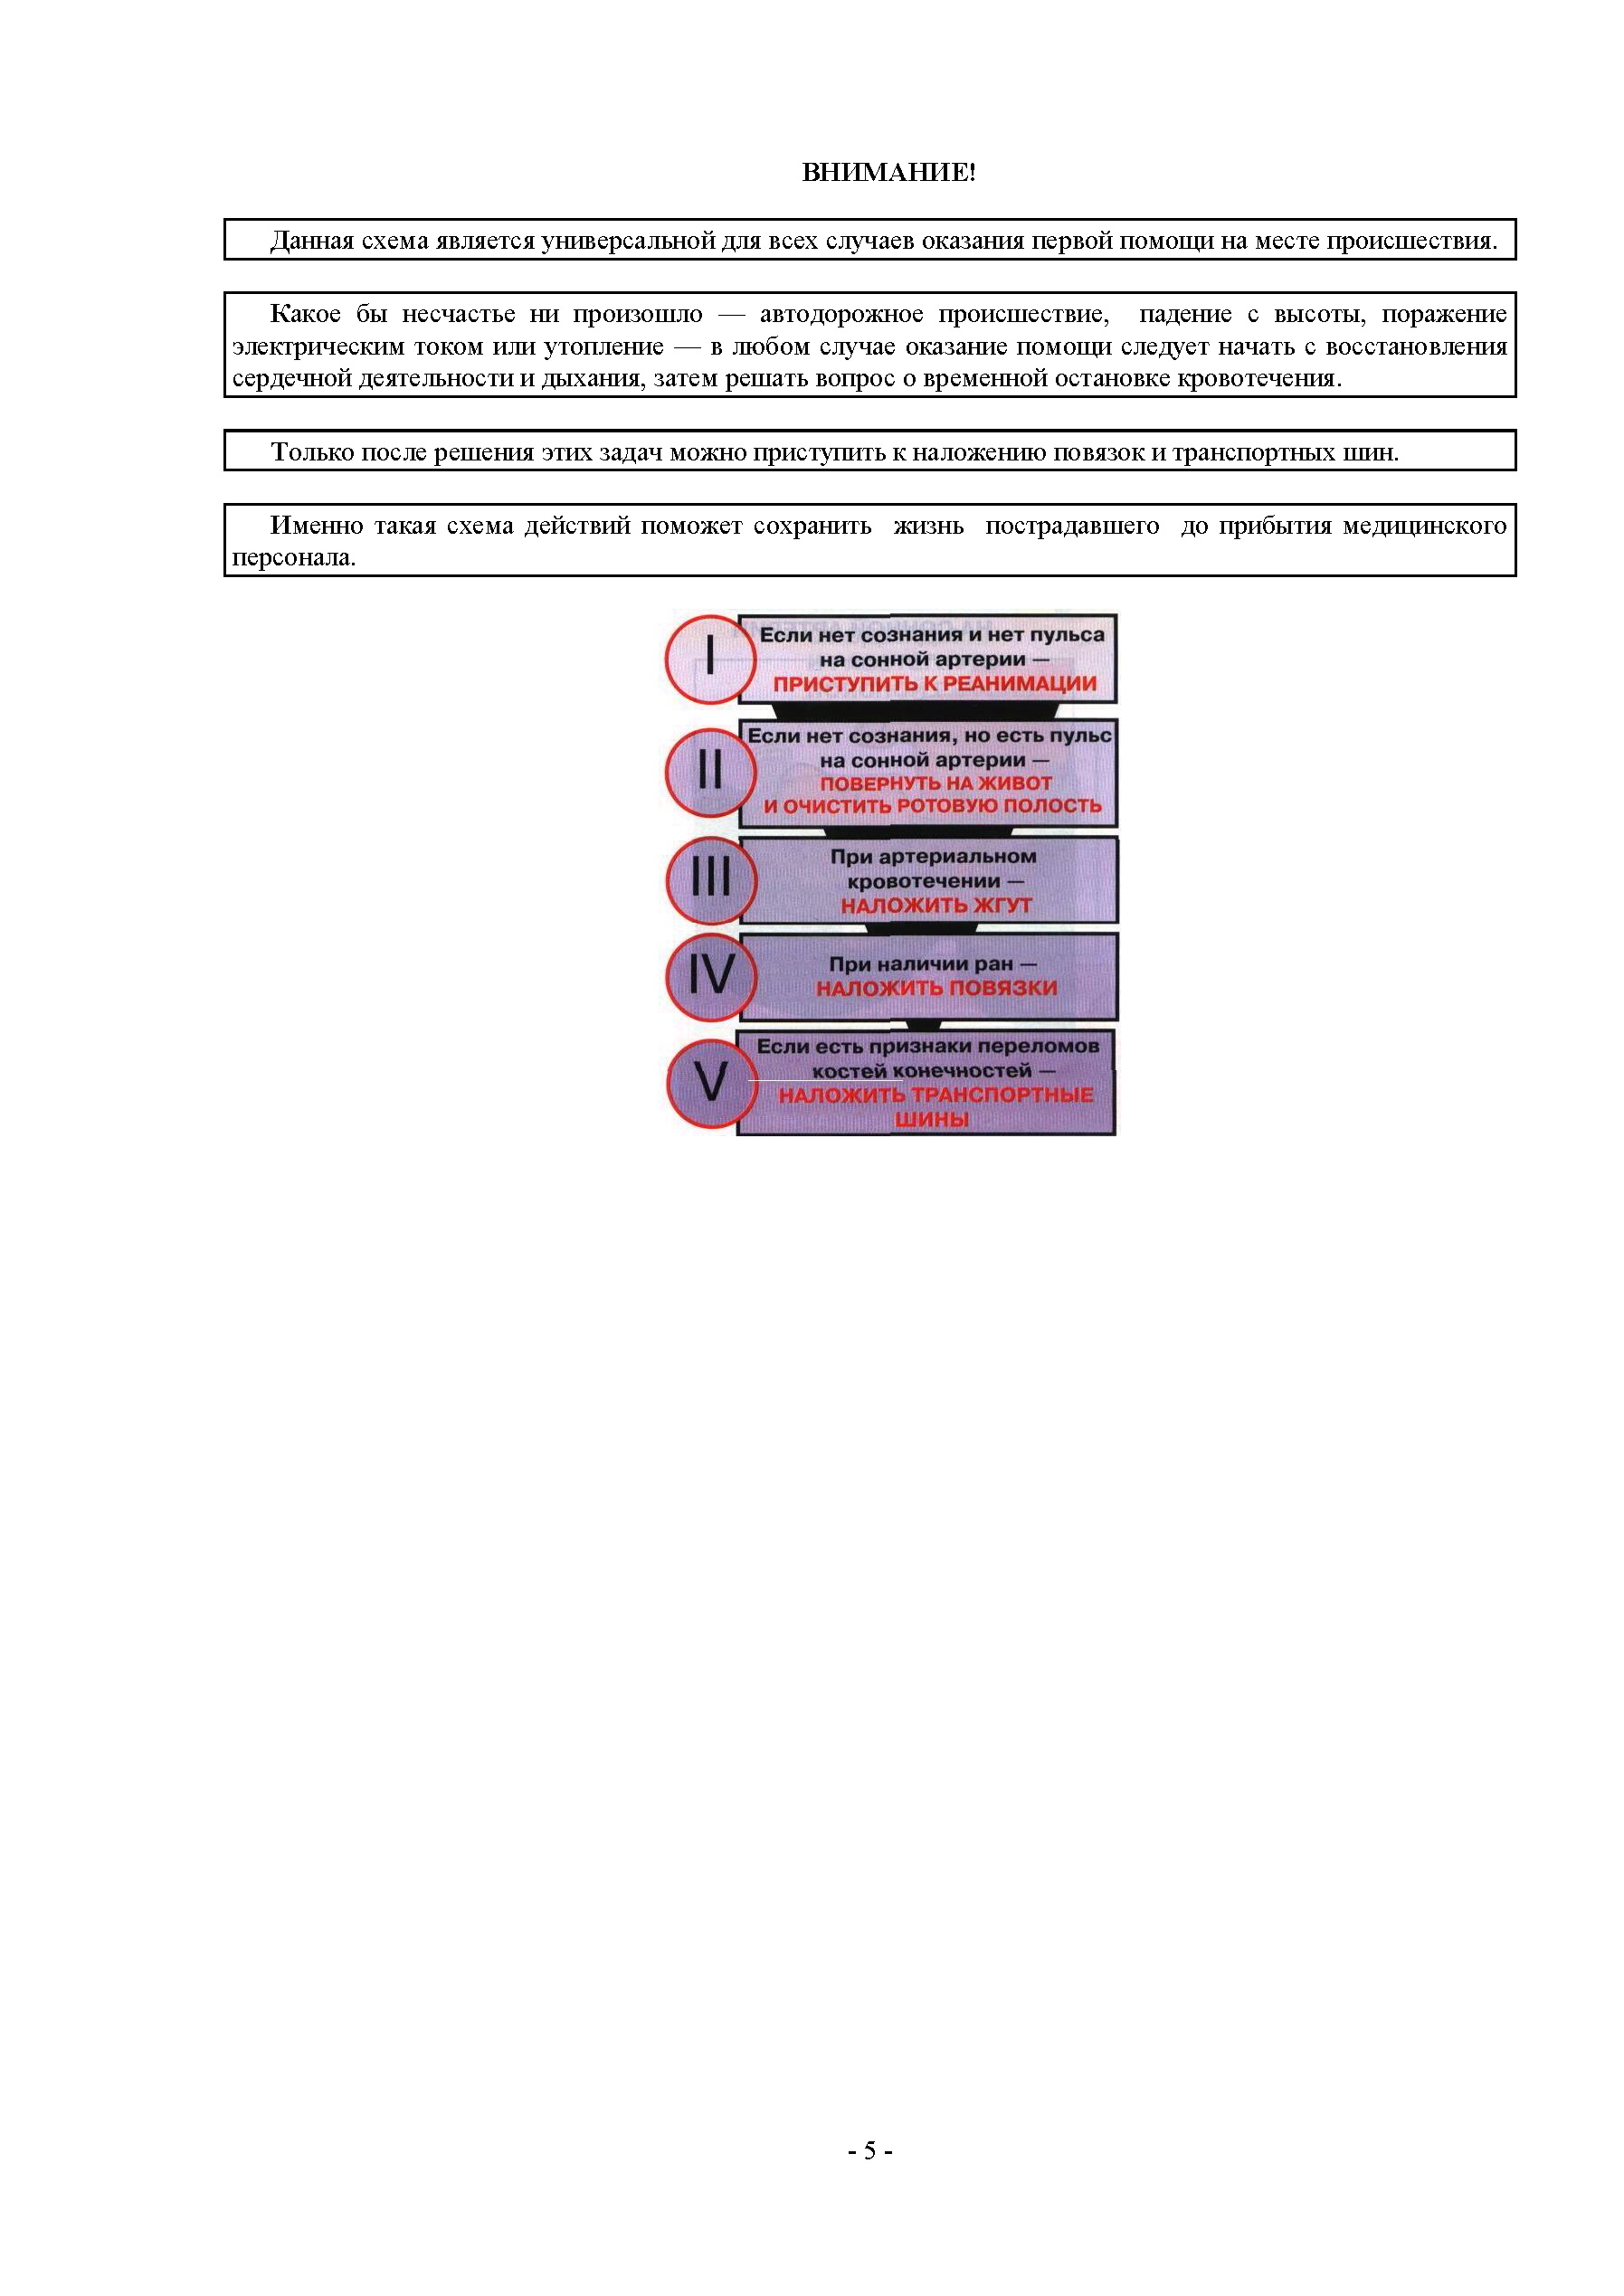 ВНИМАНИЕ!
Данная схема является универсальной для всех случаев оказания первой помощи на месте происшествия.
Какое бы несчастье ни произошло — автодорожное происшествие, падение с высоты, поражение
электрическим током или утопление — в любом случае оказание помощи следует начать с восстановления
сердечной деятельности и дыхания, затем решать вопрос о временной остановке кровотечения.
Только после решения этих задач можно приступить к наложению повязок и транспортных шин.
Именно такая схема действий поможет сохранить жизнь пострадавшего до прибытия медицинского
персонала.
I
Если нет сознания и нет пульса
на сонной артерии —
ПРИСТУПИТЬ К РЕАНИМАЦИИ
II
Если нет сознания, но есть пульс
на сонной артерии —
ПОВЕРНУТЬ НА ЖИВОТ
И ОЧИСТИТЬ РОТОВУЮ ПОЛОСТЬ
III
При артериальном
кровотечении —
НАЛОЖИТЬ ЖГУТ
IV
При наличии ран —
НАЛОЖИТЬ ПОВЯЗКИ
V
Если есть признаки переломов
костей конечностей —
НАЛОЖИТЬ ТРАНСПОРТНЫЕ
ШИНЫ
- 5 -